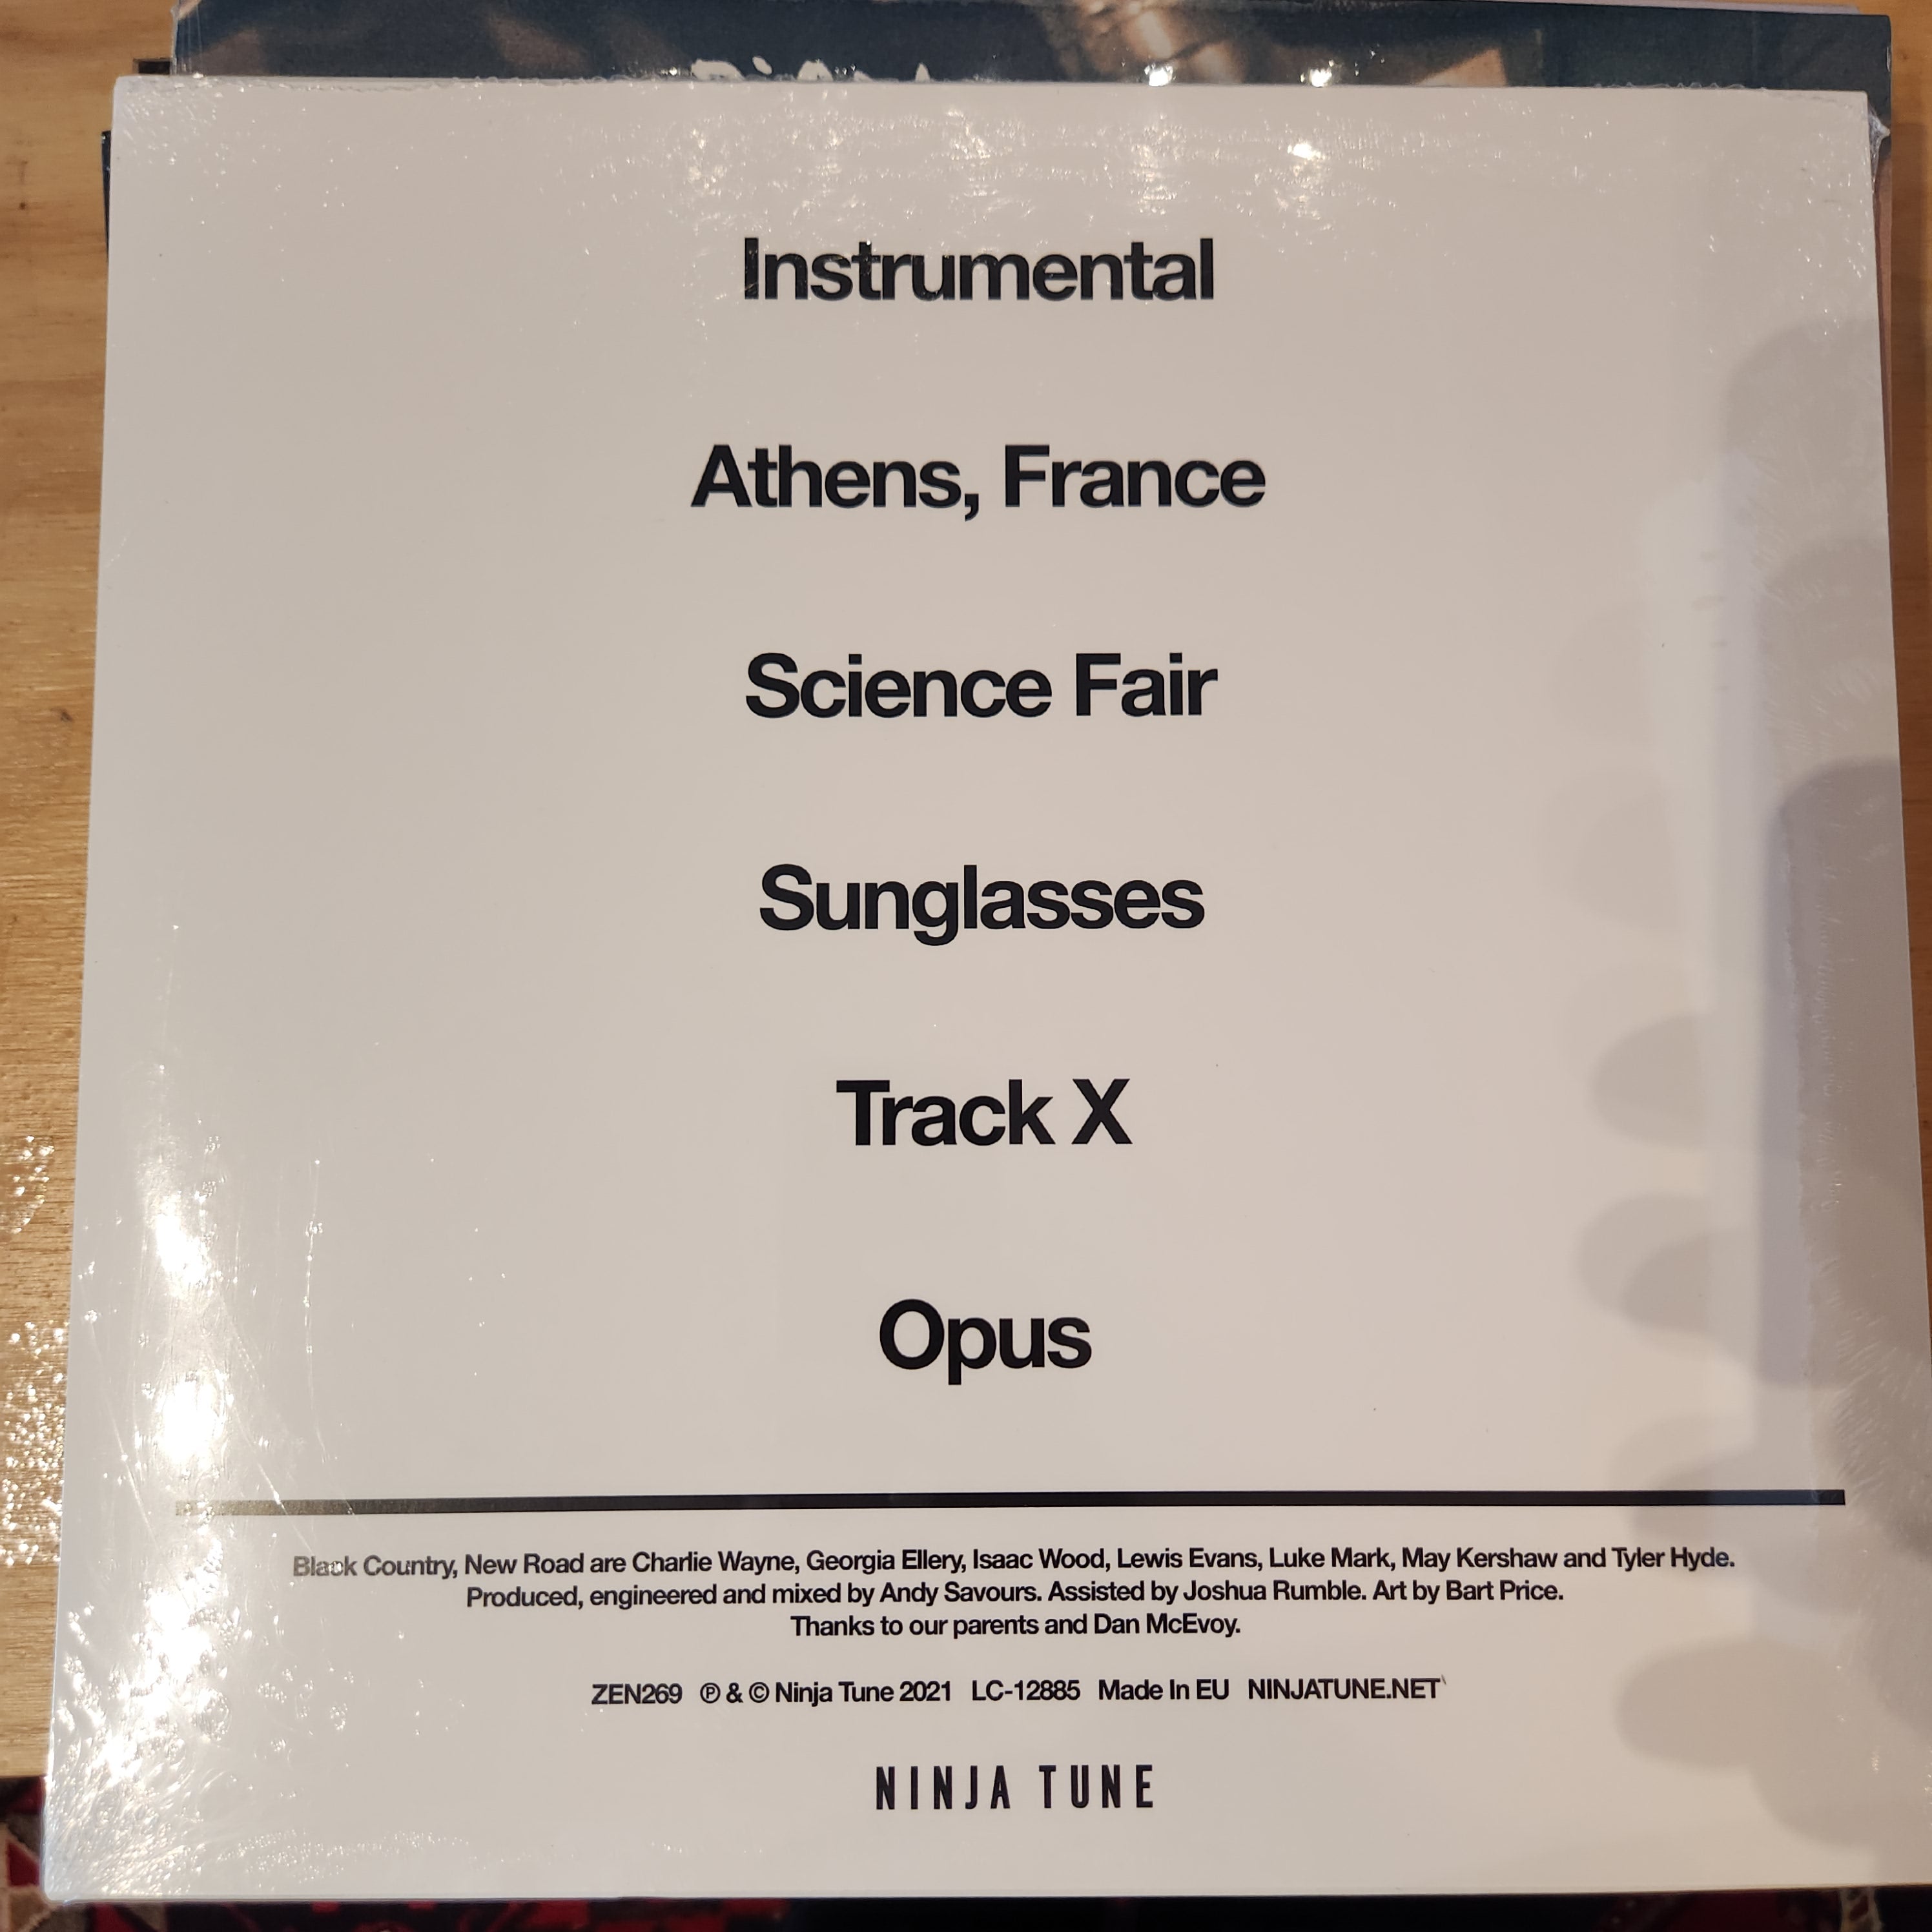 Instrumental
Athens, France
Science Fair
Sunglasses
Track X
Opus
Black Country, New Road are Charlie Wayne, Georgia Ellery, Isaac Wood, Lewis Evans, Luke Mark, May Kershaw and Tyler Hyde.
Produced, engineered and mixed by Andy Savours. Assisted by Joshua Rumble. Art by Bart Price.
Thanks to our parents and Dan McEvoy.
ZEN269 ℗ & © Ninja Tune 2021 LC-12885 Made In EU NINJATUNE.NET
NINJA TUNE